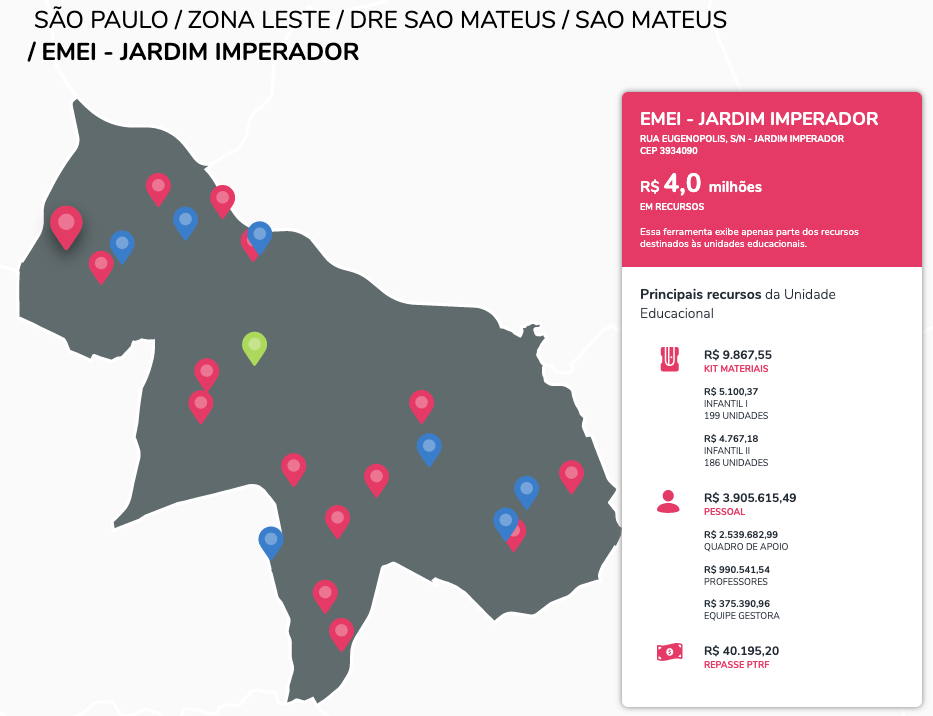 SÃO PAULO / ZONA LESTE / DRE SAO MATEUS / SAO MATEUS
/ EMEI - JARDIM IMPERADOR
EMEI - JARDIM IMPERADOR
RUA EUGENOPOLIS, S/N - JARDIM IMPERADOR
CEP 3934090
R$ 4,0 milhões
EM RECURSOS
Essa ferramenta exibe apenas parte dos recursos
destinados às unidades educacionais.
Principais recursos da Unidade
Educacional
R$ 9.867,55
KIT MATERIAIS
R$ 5.100,37
INFANTIL I
199 UNIDADES
R$ 4.767,18
INFANTIL II
186 UNIDADES
R$ 3.905.615,49
PESSOAL
R$ 2.539.682,99
QUADRO DE APOIO
R$ 990.541,54
PROFESSORES
R$ 375.390,96
EQUIPE GESTORA
R$ 40.195,20
REPASSE PTRF